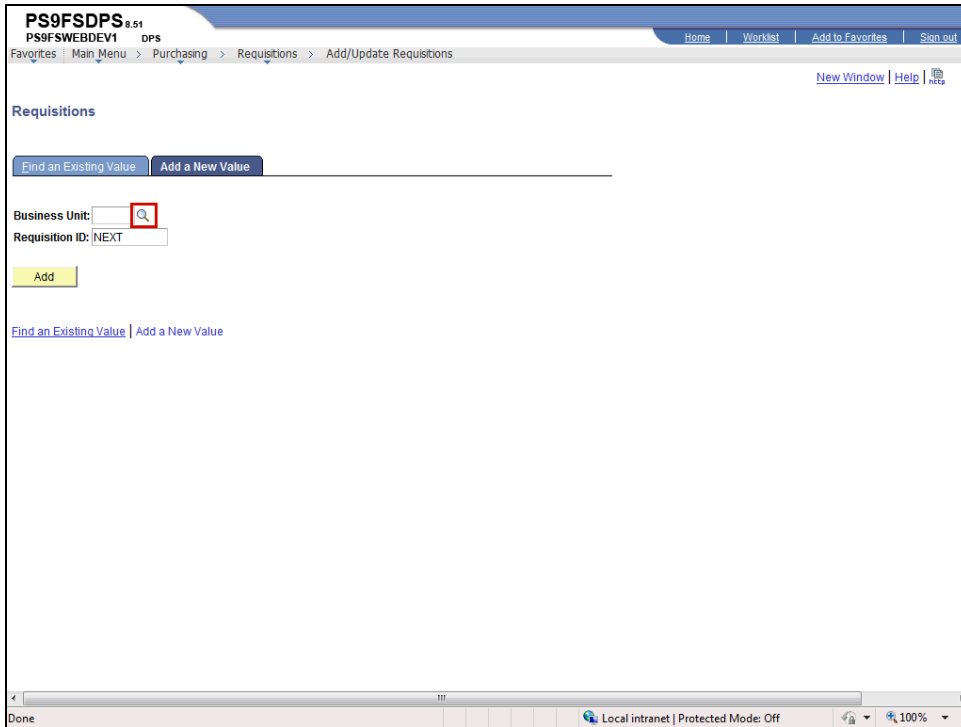 PS9FSDPS 8.51
PS9FSWEBDEV1 DPS
Home | Worklist | Add to Favorites | Sign out
Favorites Main Menu > Purchasing > Requisitions > Add/Update Requisitions
New Window | Help | http
Requisitions
Find an Existing Value Add a New Value
Business Unit:
Requisition ID: NEXT
Add
Find an Existing Value | Add a New Value
Done Local intranet | Protected Mode: Off 100%